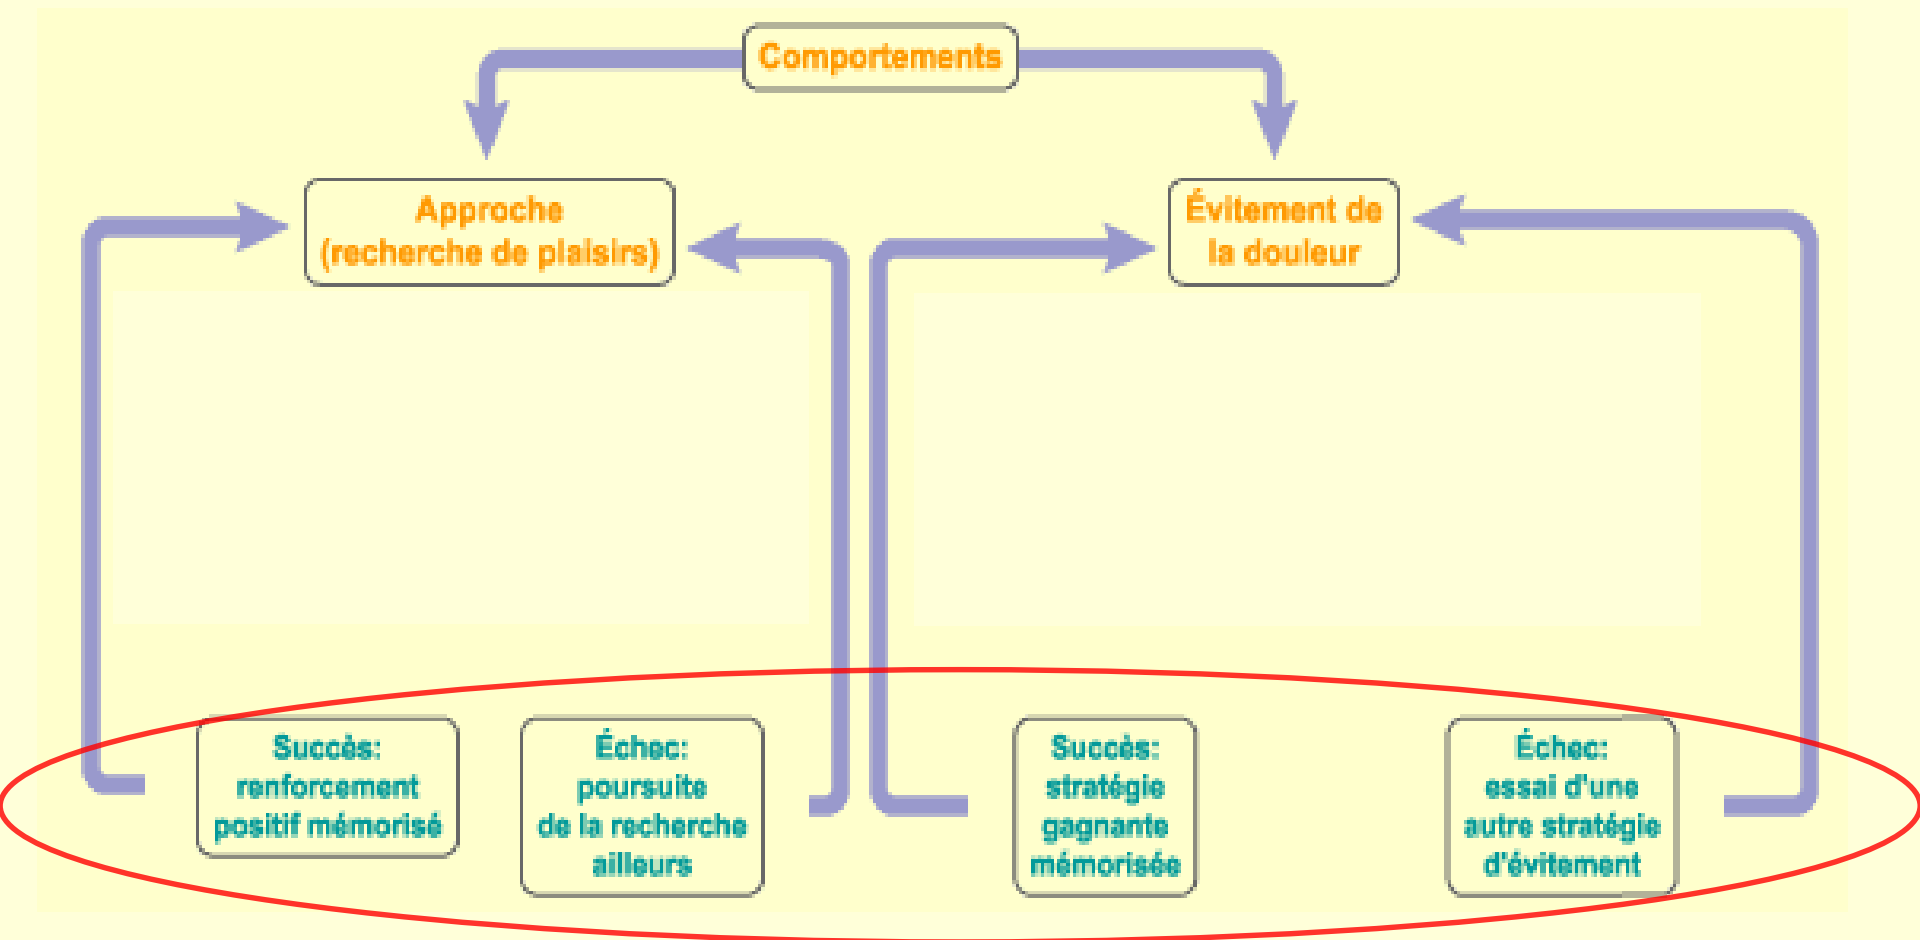 Comportements
Approche
(recherche de plaisirs)
Évitement de
la douleur
Succès:
renforcement
positif mémorisé
Échec:
poursuite
de la recherche
ailleurs
Succès:
stratégie
gagnante
mémorisée
Échec:
essai d'une
autre stratégie
d'évitement